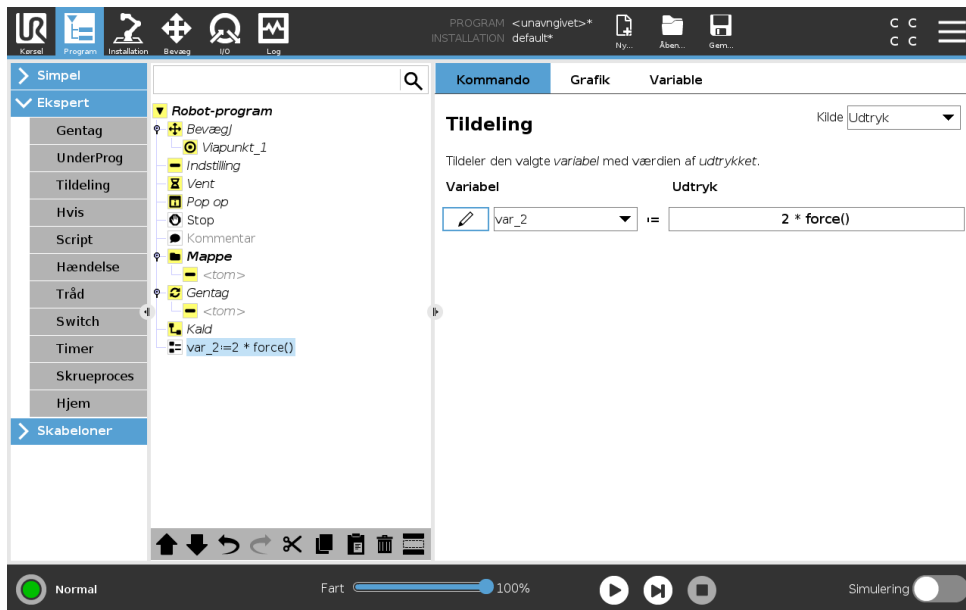 PROGRAM <unavngivet>*
INSTALLATION default*
UR
Kørsel
Program
Installation
Bevæg
I/O
Log
Ny...
Åben...
Gem...
C C
C C
Simpel
Ekspert
Gentag
UnderProg
Tildeling
Hvis
Script
Hændelse
Tråd
Switch
Timer
Skrueproces
Hjem
Skabeloner
Robot-program
BevægJ
Viapunkt_1
Indstilling
Vent
Pop op
Stop
Kommentar
Mappe
<tom>
Gentag
<tom>
Kald
var_2:=2 * force()
Kommando
Grafik
Variable
Tildeling
Kilde
Udtryk
Tildeler den valgte variabel med værdien af udtrykket.
Variabel
Udtryk
var_2
:=
2 * force()
Normal
Fart
100%
Simulering